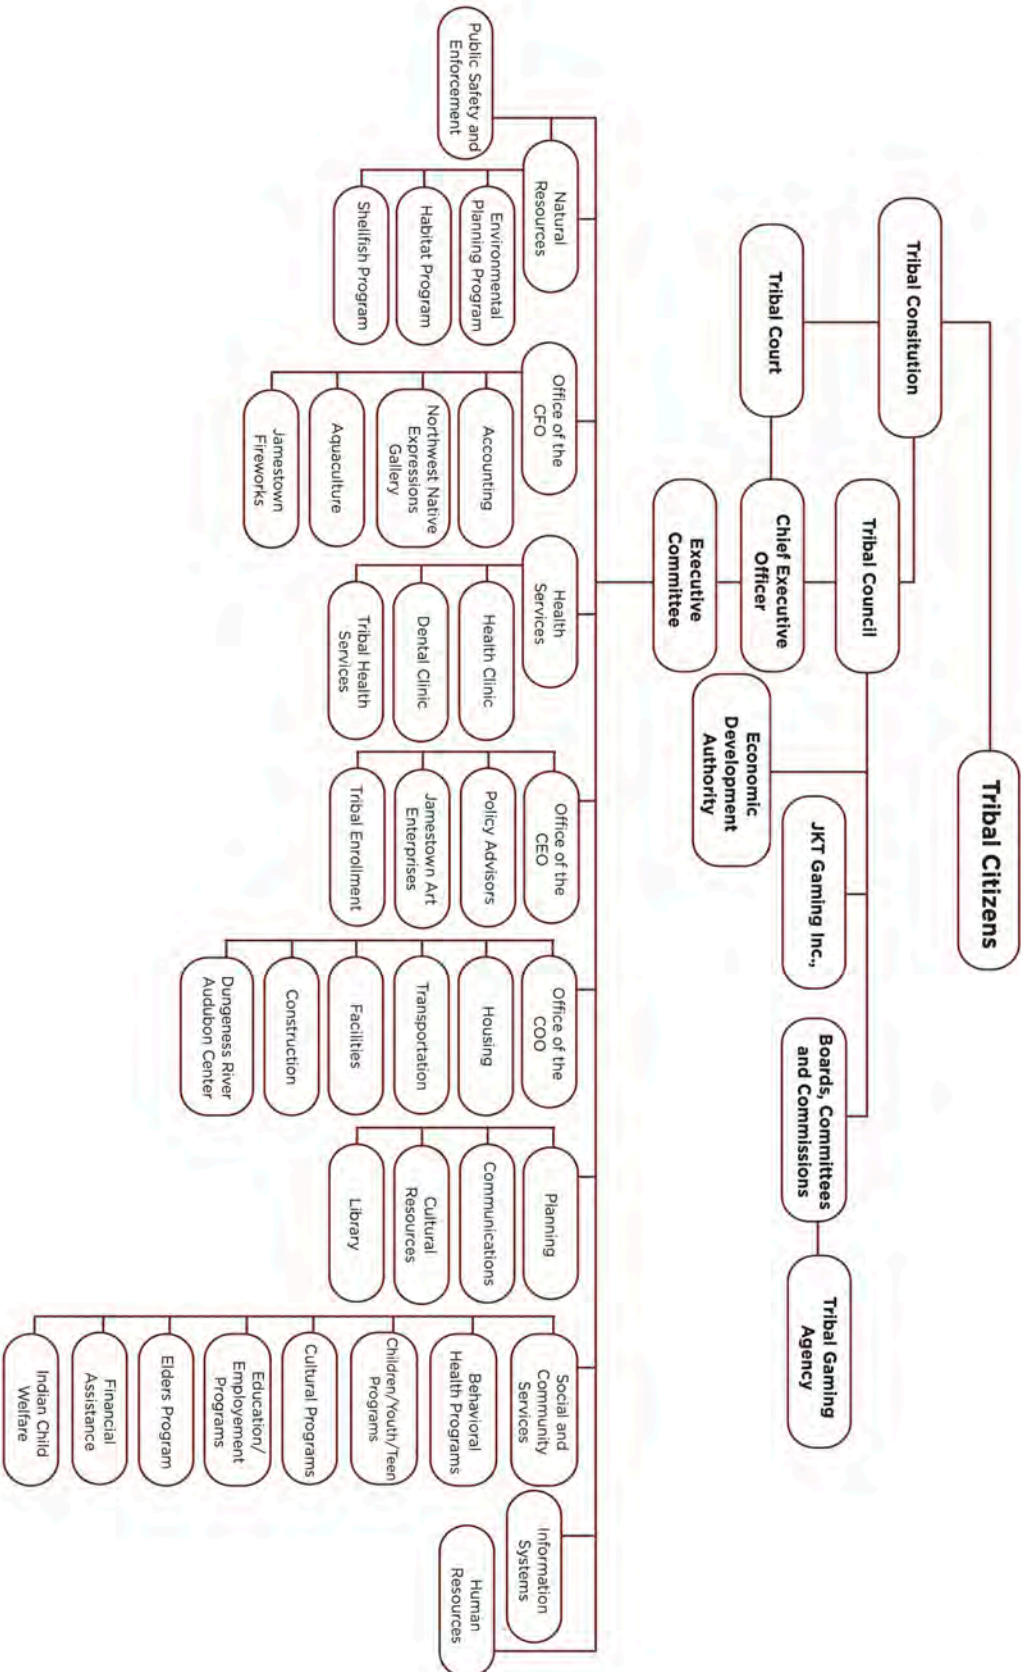 Tribal Citizens
Tribal Consitution
Tribal Court
Tribal Council
Chief Executive
Officer
Executive
Committee
Economic
Development
Authority
JKT Gaming Inc.,
Boards, Committees
and Commissions
Tribal Gaming
Agency
Public Safety and
Enforcement
Natural
Resources
Environmental
Planning Program
Habitat Program
Shellfish Program
Office of the
CFO
Accounting
Northwest Native
Expressions
Gallery
Aquaculture
Jamestown
Fireworks
Health
Services
Health Clinic
Dental Clinic
Tribal Health
Services
Office of the
CEO
Policy Advisors
Jamestown Art
Enterprises
Tribal Enrollment
Office of the
COO
Housing
Transportation
Facilities
Construction
Dungeness River
Audubon Center
Planning
Communications
Cultural
Resources
Library
Social and
Community
Services
Behavioral
Health Programs
Children/Youth/Teen
Programs
Cultural Programs
Education/
Employement
Programs
Elders Program
Financial
Assistance
Indian Child
Welfare
Information
Systems
Human
Resources